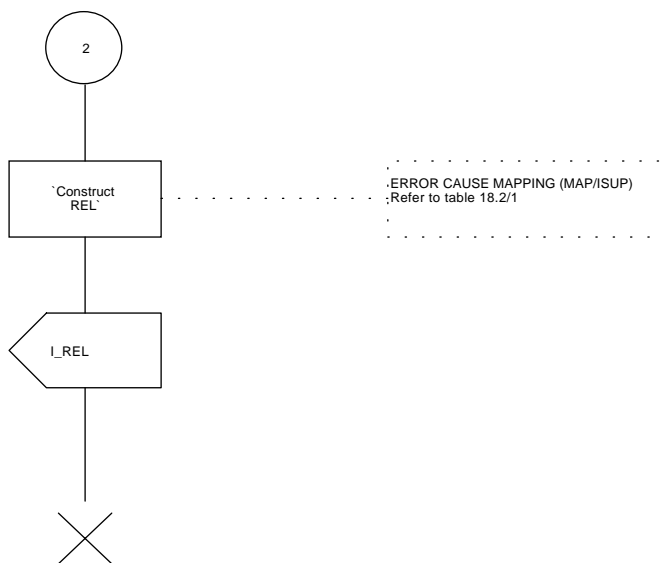 2
`Construct
REL`
ERROR CAUSE MAPPING (MAP/ISUP)
Refer to table 18.2/1
I_REL